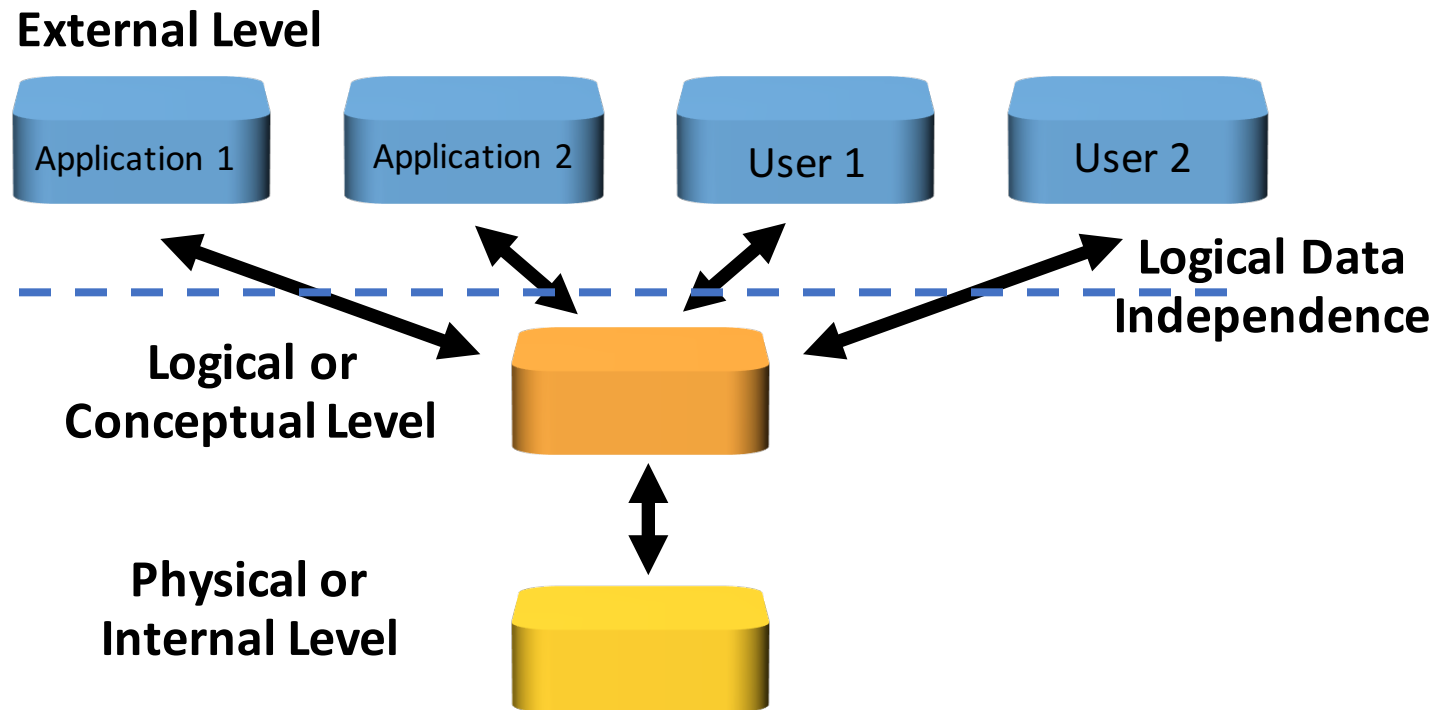 External Level
Application 1
Application 2
User 1
User 2
Logical Data
Independence
Logical or
Conceptual Level
Physical or
Internal Level